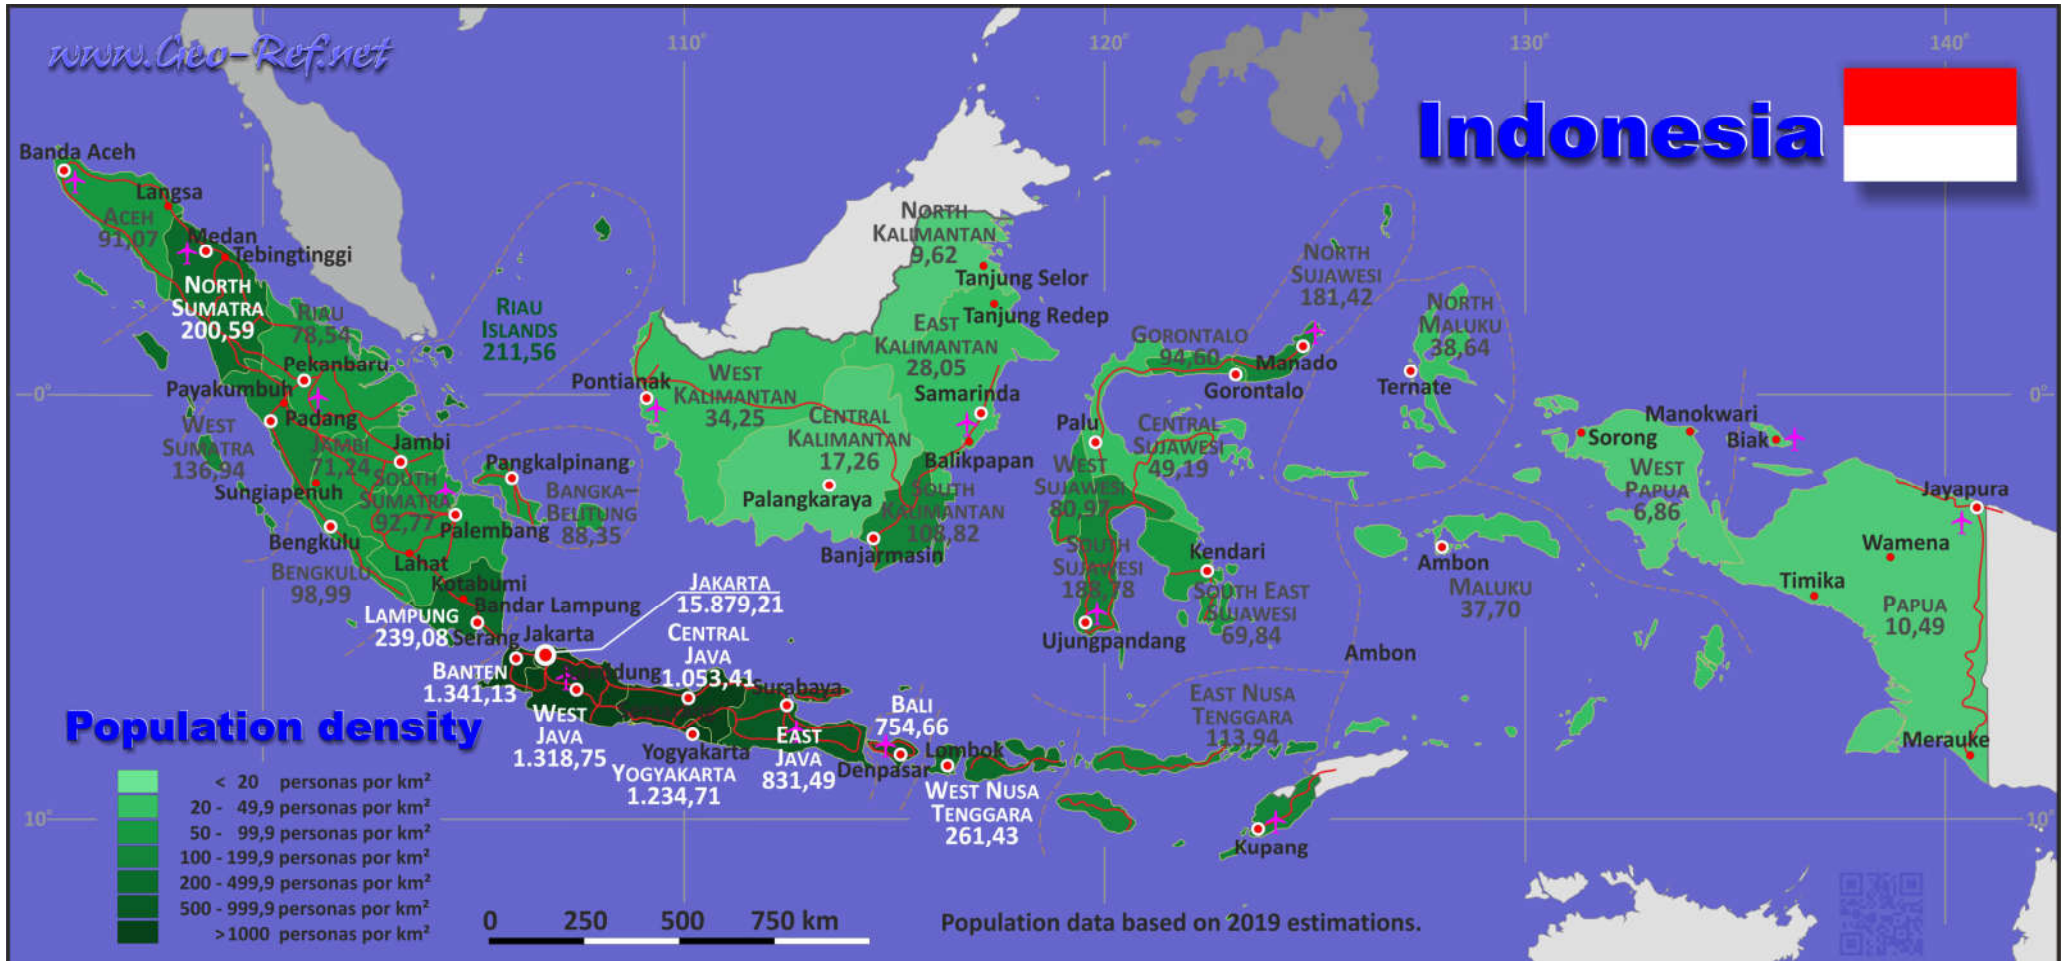 www.Geo-Ref.net
110°
120°
130°
140°
Indonesia
Banda Aceh
Langsa
ACEH
91,07
Medan
Tebingtinggi
NORTH
SUMATRA
200,59
RIAU
78,54
RIAU
ISLANDS
211,56
Pekanbaru
Payakumbuh
Padang
WEST
SUMATRA
136,94
JAMBI
71,24
Jambi
Sungiapenuh
SOUTH
SUMATRA
92,77
Pangkalpinang
BANGKA–
BELITUNG
88,35
Palembang
Bengkulu
BENGKULU
98,99
Lahat
Kotabumi
Bandar Lampung
LAMPUNG
239,08
Serang
Jakarta
JAKARTA
15.879,21
BANTEN
1.341,13
WEST
JAVA
1.318,75
CENTRAL
JAVA
1.053,41
Surabaya
Yogyakarta
YOGYAKARTA
1.234,71
EAST
JAVA
831,49
BALI
754,66
Denpasar
Lombok
WEST NUSA
TENGGARA
261,43
EAST NUSA
TENGGARA
113,94
Kupang
NORTH
KALIMANTAN
9,62
Tanjung Selor
Tanjung Redep
EAST
KALIMANTAN
28,05
Samarinda
Pontianak
WEST
KALIMANTAN
34,25
CENTRAL
KALIMANTAN
17,26
Balikpapan
Palangkaraya
SOUTH
KALIMANTAN
108,82
Banjarmasin
NORTH
SUJAWESI
181,42
GORONTALO
94,60
Manado
Gorontalo
Palu
CENTRAL
SUJAWESI
49,19
WEST
SUJAWESI
80,97
SOUTH
SUJAWESI
188,78
Kendari
SOUTH EAST
SUJAWESI
69,84
Ujungpandang
NORTH
MALUKU
38,64
Ternate
Ambon
MALUKU
37,70
Ambon
Sorong
Manokwari
Biak
WEST
PAPUA
6,86
Jayapura
Wamena
Timika
PAPUA
10,49
Merauke
0°
0°
10°
10°
Population density
< 20 personas por km²
20 - 49,9 personas por km²
50 - 99,9 personas por km²
100 - 199,9 personas por km²
200 - 499,9 personas por km²
500 - 999,9 personas por km²
>1000 personas por km²
0 250 500 750 km
Population data based on 2019 estimations.